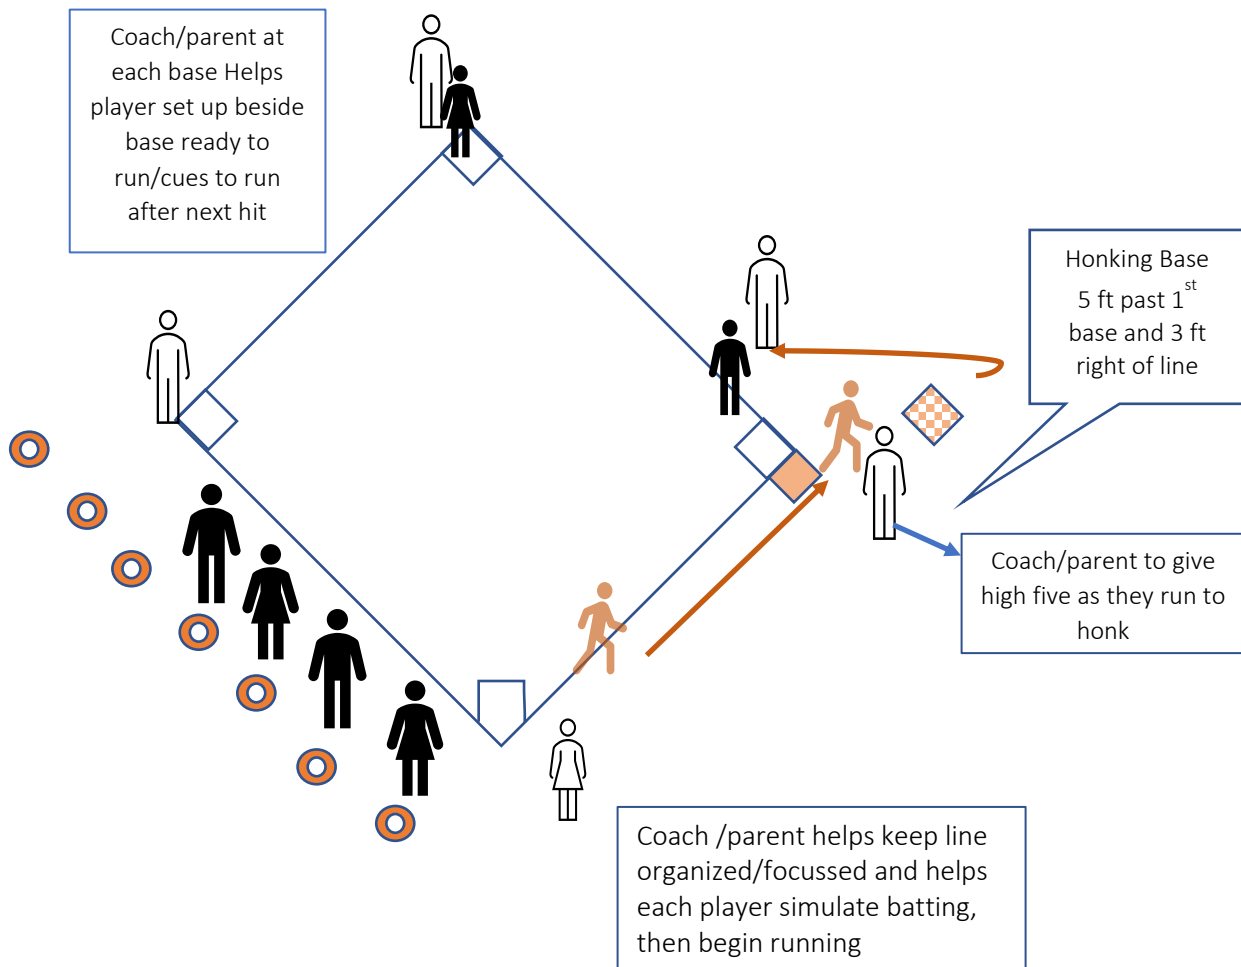 Coach/parent at
each base Helps
player set up beside
base ready to
run/cues to run
after next hit
Honking Base
5 ft past 1st
base and 3 ft
right of line
Coach/parent to give
high five as they run to
honk
Coach /parent helps keep line
organized/focussed and helps
each player simulate batting,
then begin running